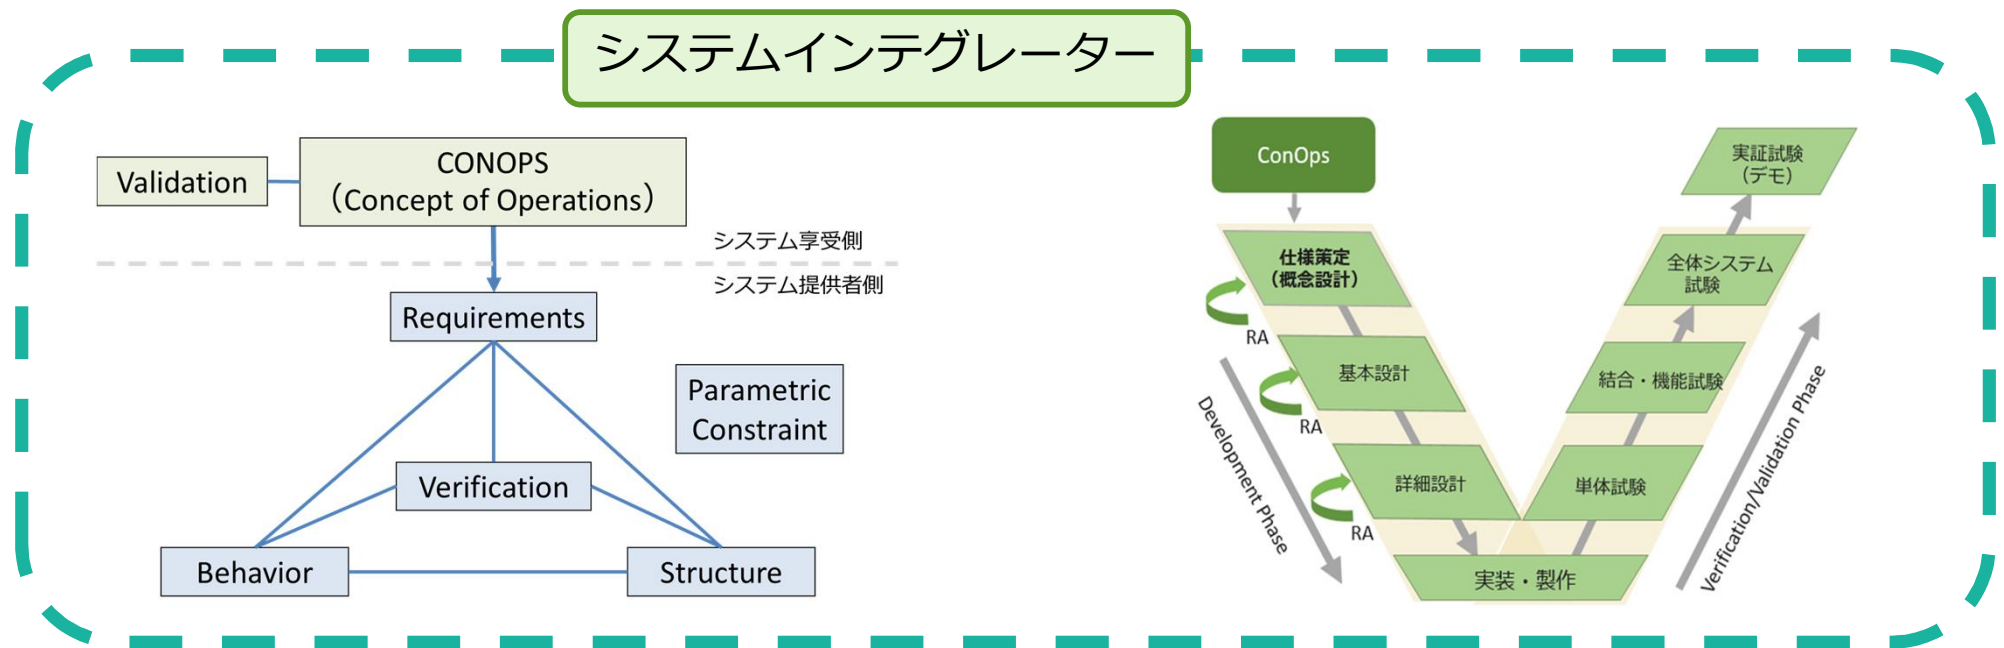 システムインテグレーター
Validation
CONOPS
（Concept of Operations）
システム享受側
システム提供者側
Requirements
Parametric
Constraint
Verification
Behavior
Structure
ConOps
仕様策定
（概念設計）
RA
基本設計
RA
詳細設計
RA
Development Phase
実装・製作
実証試験
（デモ）
全体システム
試験
結合・機能試験
単体試験
Verification/Validation Phase